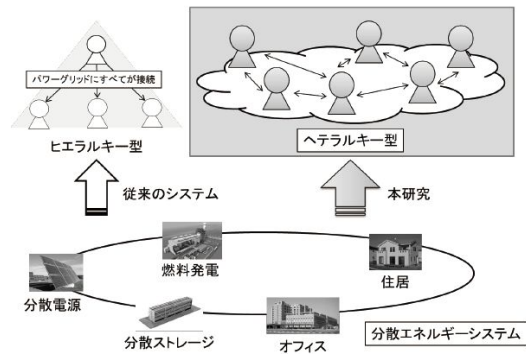 パワーグリッドにすべてが接続
ヒエラルキー型
ヘテラルキー型
従来のシステム
本研究
燃料発電
住居
分散電源
分散ストレージ
オフィス
分散エネルギーシステム